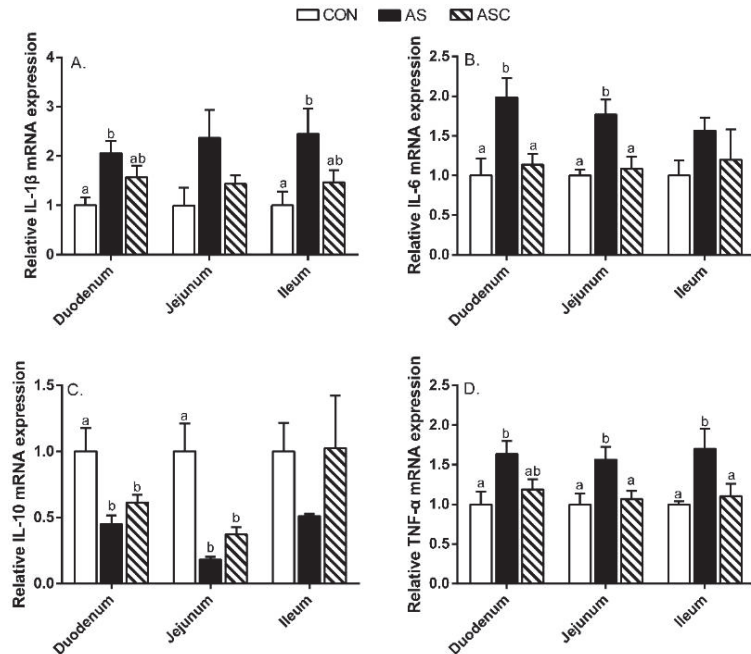 CON AS ASC
A.
Relative IL-1β mRNA expression
4
3
2
1
0
a b ab
b
a b ab
Duodenum
Jejunum
Ileum
B.
Relative IL-6 mRNA expression
2.5
2.0
1.5
1.0
0.5
0.0
a b a
a b a
Duodenum
Jejunum
Ileum
C.
Relative IL-10 mRNA expression
1.5
1.0
0.5
0.0
a b b
a b b
Duodenum
Jejunum
Ileum
D.
Relative TNF-α mRNA expression
2.5
2.0
1.5
1.0
0.5
0.0
a b ab
a b a
a b a
Duodenum
Jejunum
Ileum